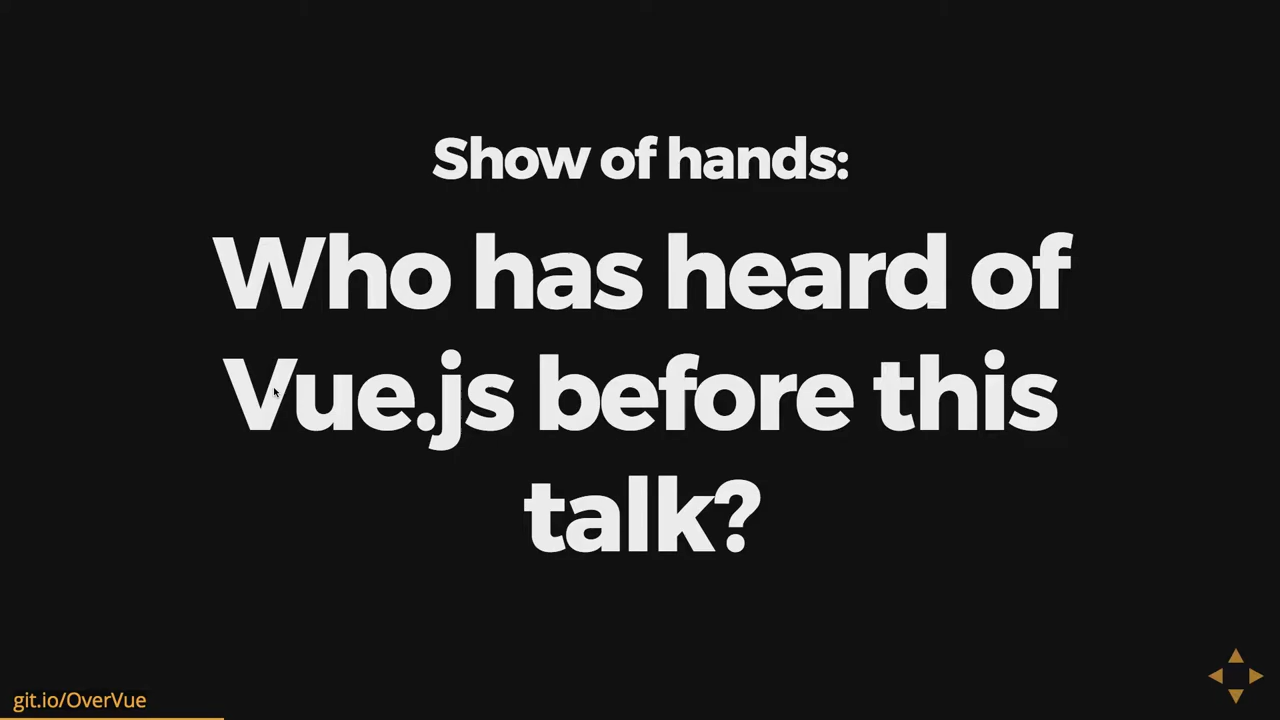 Show of hands:
Who has heard of
Vue.js before this
talk?
git.io/OverVue